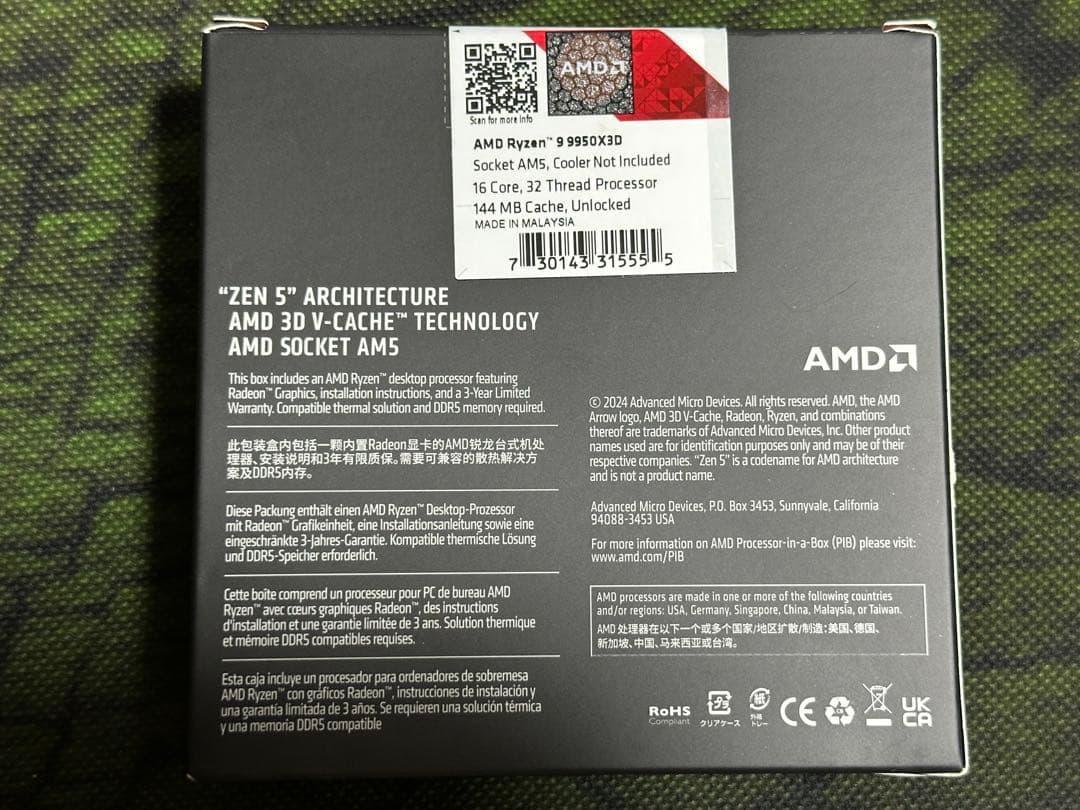 Scan for more info
AMD
AMD Ryzen™ 9 9950X3D
Socket AM5, Cooler Not Included
16 Core, 32 Thread Processor
144 MB Cache, Unlocked
MADE IN MALAYSIA
7 30143 31555 5
“ZEN 5” ARCHITECTURE
AMD 3D V-CACHE™ TECHNOLOGY
AMD SOCKET AM5
This box includes an AMD Ryzen™ desktop processor featuring
Radeon™ Graphics, installation instructions, and a 3-Year Limited
Warranty. Compatible thermal solution and DDR5 memory required.
此包装盒内包括一颗内置Radeon显卡的AMD锐龙台式机处
理器、安装说明和3年有限质保。需要可兼容的散热解决方
案及DDR5内存。
Diese Packung enthält einen AMD Ryzen™ Desktop-Prozessor
mit Radeon™ Grafikeinheit, eine Installationsanleitung sowie eine
eingeschränkte 3-Jahres-Garantie. Kompatible thermische Lösung
und DDR5-Speicher erforderlich.
Cette boîte comprend un processeur pour PC de bureau AMD
Ryzen™ avec cœurs graphiques Radeon™, des instructions
d'installation et une garantie limitée de 3 ans. Solution thermique
et mémoire DDR5 compatibles requises.
Esta caja incluye un procesador para ordenadores de sobremesa
AMD Ryzen™ con gráficos Radeon™, instrucciones de instalación y
una garantía limitada de 3 años. Se requieren una solución térmica
y una memoria DDR5 compatible
AMD
© 2024 Advanced Micro Devices. All rights reserved. AMD, the AMD
Arrow logo, AMD 3D V-Cache, Radeon, Ryzen, and combinations
thereof are trademarks of Advanced Micro Devices, Inc. Other product
names used are for identification purposes only and may be of their
respective companies. “Zen 5” is a codename for AMD architecture
and is not a product name.
Advanced Micro Devices, P.O. Box 3453, Sunnyvale, California
94088-3453 USA
For more information on AMD Processor-in-a-Box (PIB) please visit:
www.amd.com/PIB
AMD processors are made in one or more of the following countries
and/or regions: USA, Germany, Singapore, China, Malaysia, or Taiwan.
AMD 处理器在以下一个或多个国家/地区扩散/制造：美国、德国、
新加坡、中国、马来西亚或台湾。
RoHS
Compliant
プラ
クリアケース
紙
外箱
トレー
CE
UK
CA